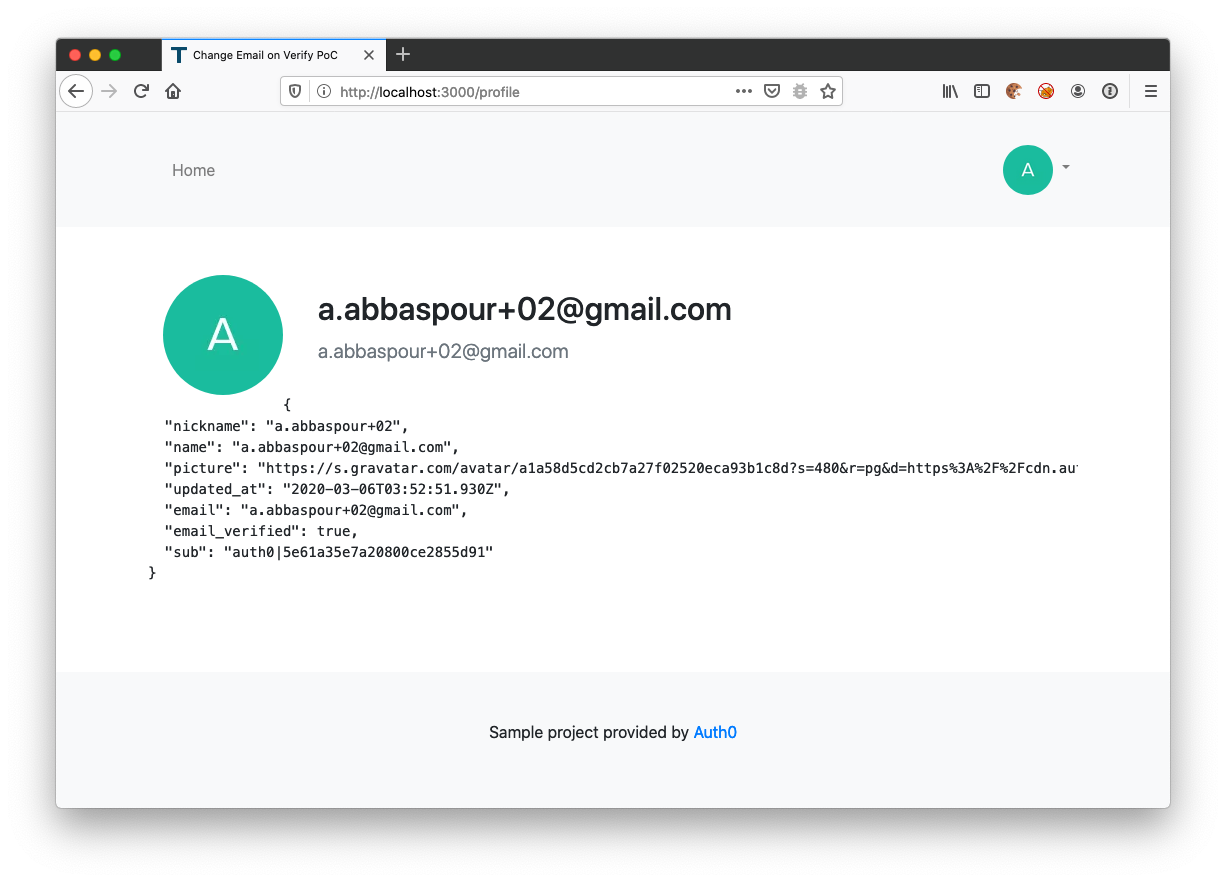 Change Email on Verify PoC
http://localhost:3000/profile
Home
A
A
a.abbaspour+02@gmail.com
a.abbaspour+02@gmail.com
{
"nickname": "a.abbaspour+02",
"name": "a.abbaspour+02@gmail.com",
"picture": "https://s.gravatar.com/avatar/a1a58d5cd2cb7a27f02520eca93b1c8d?s=480&r=pg&d=https%3A%2F%2Fcdn.au
"updated_at": "2020-03-06T03:52:51.930Z",
"email": "a.abbaspour+02@gmail.com",
"email_verified": true,
"sub": "auth0|5e61a35e7a20800ce2855d91"
}
Sample project provided by Auth0